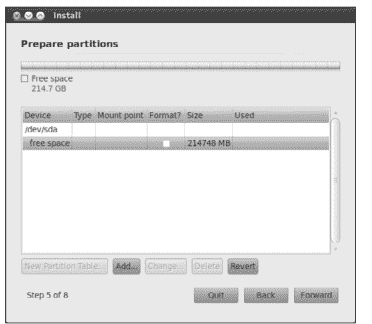 Install
Prepare partitions
Free space
214.7 GB
Device Type Mount point Format? Size Used
/dev/sda
free space 214748 MB
New Partition Table... Add... Change... Delete Revert
Step 5 of 8 Quit Back Forward